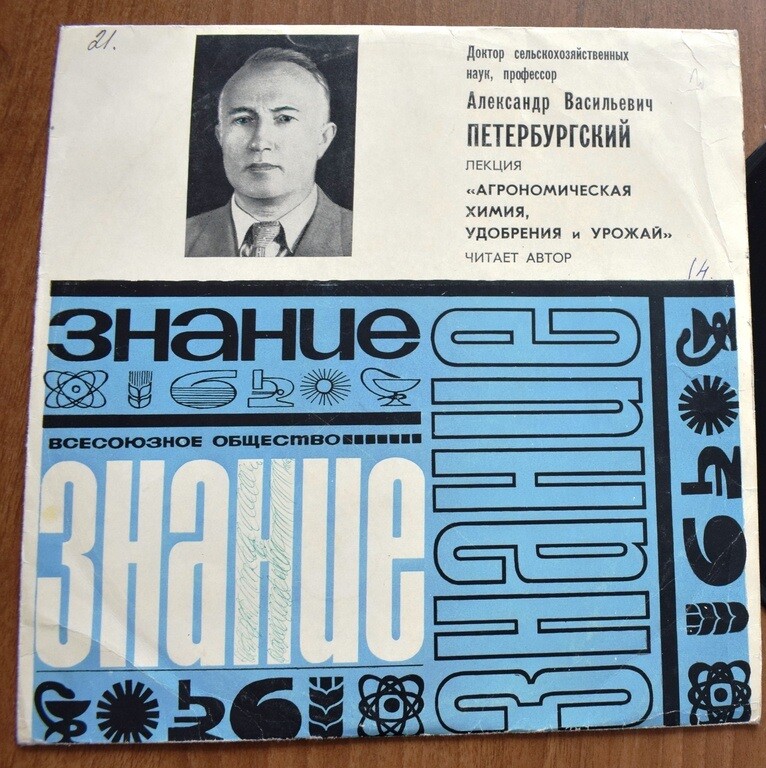 21.
Доктор сельскохозяйственных
наук, профессор
Александр Васильевич
ПЕТЕРБУРГСКИЙ
ЛЕКЦИЯ
«АГРОНОМИЧЕСКАЯ
ХИМИЯ,
УДОБРЕНИЯ и УРОЖАЙ»
ЧИТАЕТ АВТОР
14.
ЗНАНИЕ
ВСЕСОЮЗНОЕ ОБЩЕСТВО
ЗНАНИЕ
ЗНАНИЕ